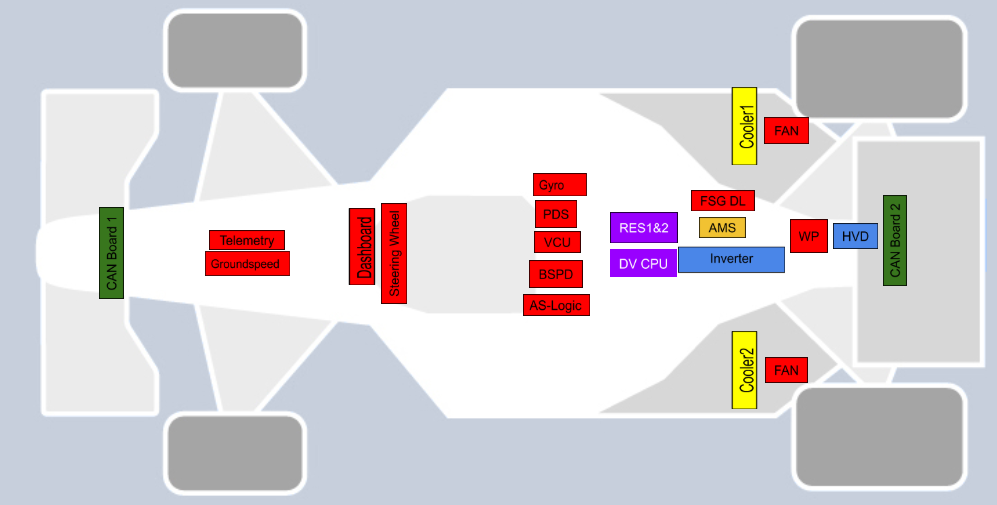 CAN Board 1
Telemetry
Groundspeed
Dashboard
Steering Wheel
Gyro
PDS
VCU
BSPD
AS-Logic
RES1&2
DV CPU
FSG DL
AMS
Inverter
Cooler1
FAN
Cooler2
FAN
WP
HVD
CAN Board 2